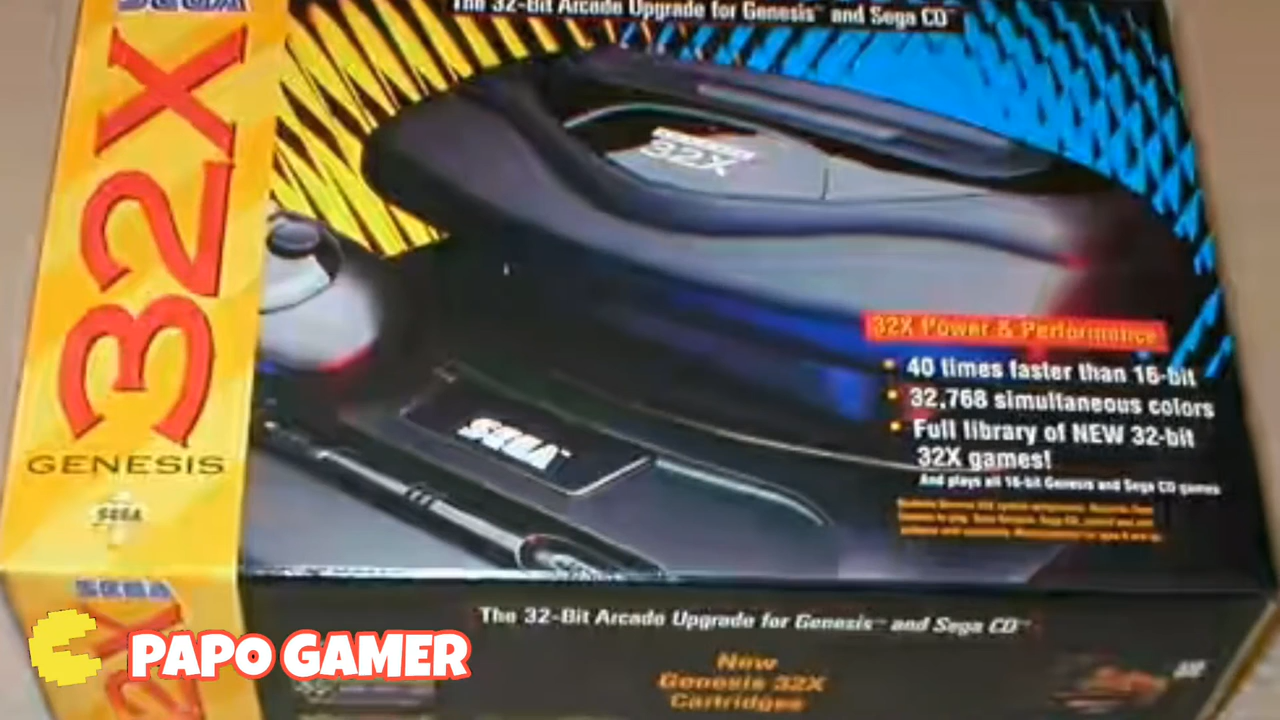 SEGA
The 32-Bit Arcade Upgrade for Genesis™ and Sega CD™
32X
GENESIS
SEGA
32X
SEGA™
32X Power & Performance
• 40 times faster than 16-bit
• 32,768 simultaneous colors
• Full library of NEW 32-bit
32X games!
And plays all 16-bit Genesis and Sega CD games
SEGA
32X
The 32-Bit Arcade Upgrade for Genesis™ and Sega CD™
New
Genesis 32X
Cartridges
PAPO GAMER